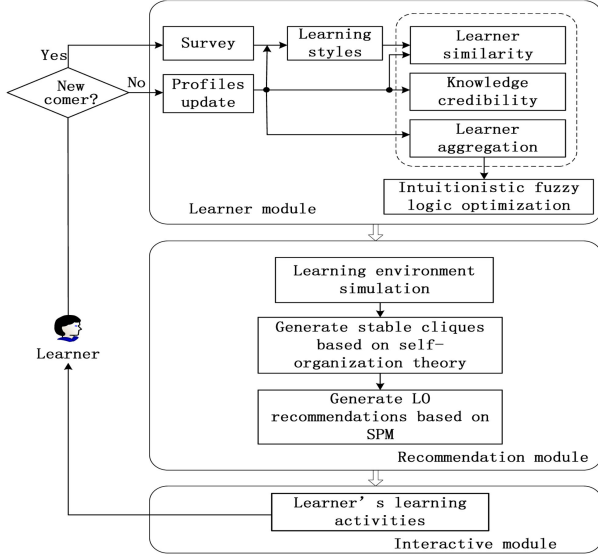 Yes
No
New
comer?
Survey
Learning
styles
Learner
similarity
Profiles
update
Knowledge
credibility
Learner
aggregation
Intuitionistic fuzzy
logic optimization
Learner module
Learning environment
simulation
Generate stable cliques
based on self-
organization theory
Generate LO
recommendations based on
SPM
Recommendation module
Learner
Learner's learning
activities
Interactive module